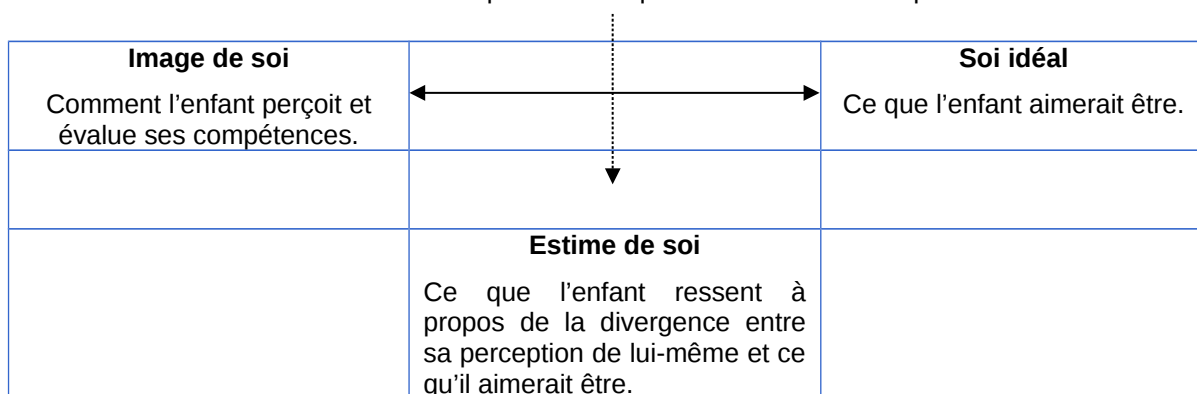 Image de soi
Soi idéal
Comment l’enfant perçoit et
évalue ses compétences.
Ce que l’enfant aimerait être.
Estime de soi
Ce que l’enfant ressent à
propos de la divergence entre
sa perception de lui-même et ce
qu’il aimerait être.